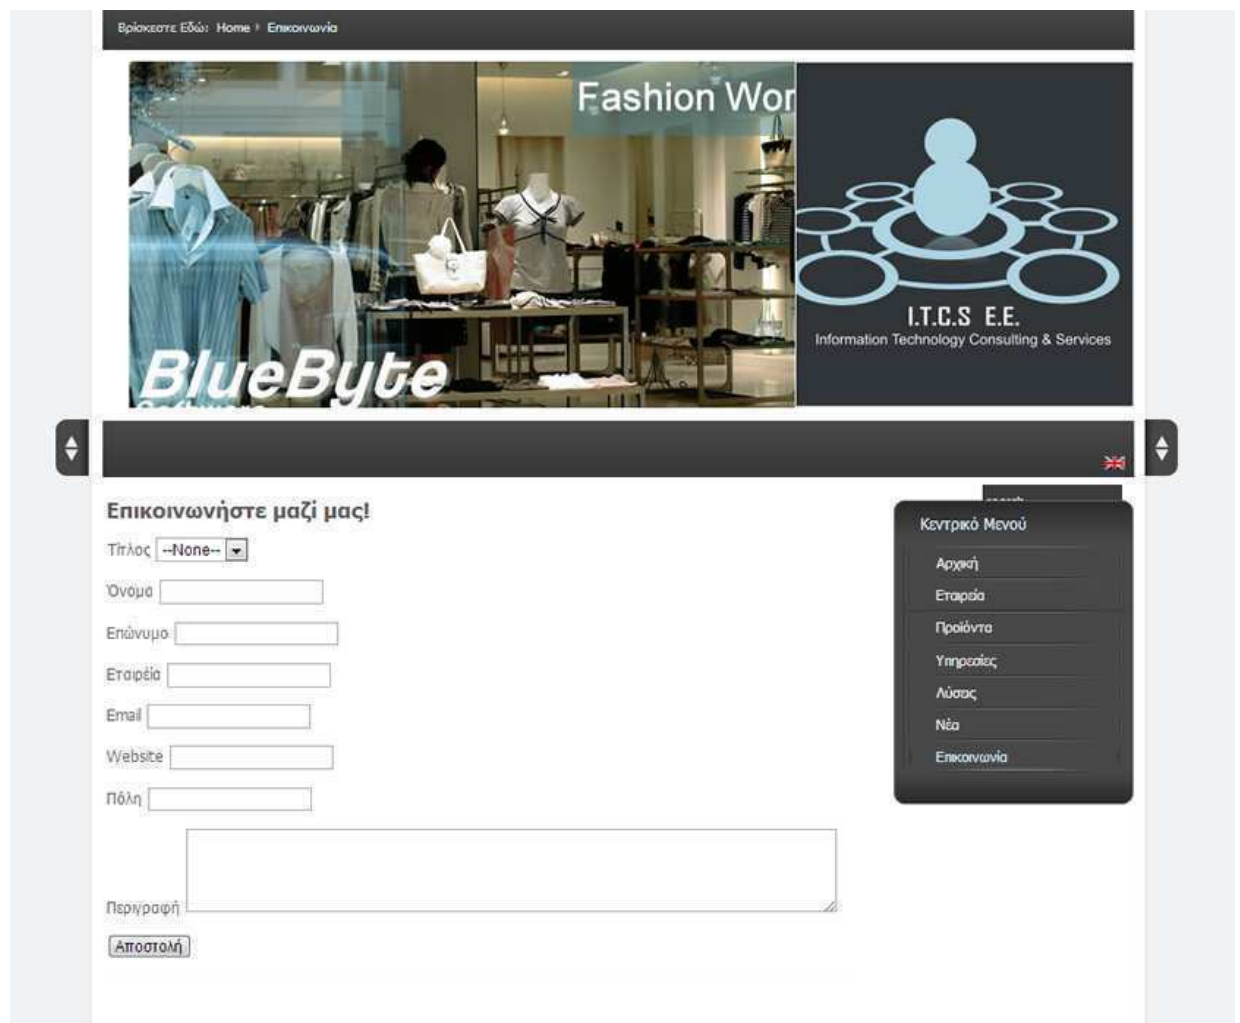 Βρίσκεστε Εδώ: Home Επικοινωνία
Fashion Wor
BlueByte
I.T.C.S E.E.
Information Technology Consulting & Services
Επικοινωνήστε μαζί μας!
Τίτλος --None--
Όνομα
Επώνυμο
Εταιρέία
Email
Website
Πόλη
Περιγραφή
Αποστολή
Κεντρικό Μενού
Αρχική
Εταιρεία
Προϊόντα
Υπηρεσίες
Λύσεις
Νέα
Επικοινωνία